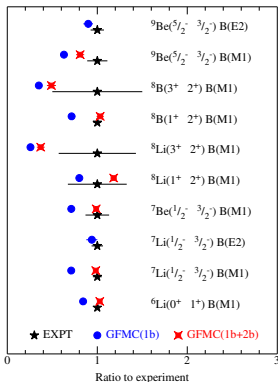 ⁹Be(⁵/₂⁻ ³/₂⁻) B(E2)
⁹Be(⁵/₂⁻ ³/₂⁻) B(M1)
⁸B(3⁺ 2⁺) B(M1)
⁸B(1⁺ 2⁺) B(M1)
⁸Li(3⁺ 2⁺) B(M1)
⁸Li(1⁺ 2⁺) B(M1)
⁷Be(¹/₂⁻ ³/₂⁻) B(M1)
⁷Li(¹/₂⁻ ³/₂⁻) B(E2)
⁷Li(¹/₂⁻ ³/₂⁻) B(M1)
⁶Li(0⁺ 1⁺) B(M1)
EXPT GFMC(1b) GFMC(1b+2b)
0 1 2 3
Ratio to experiment